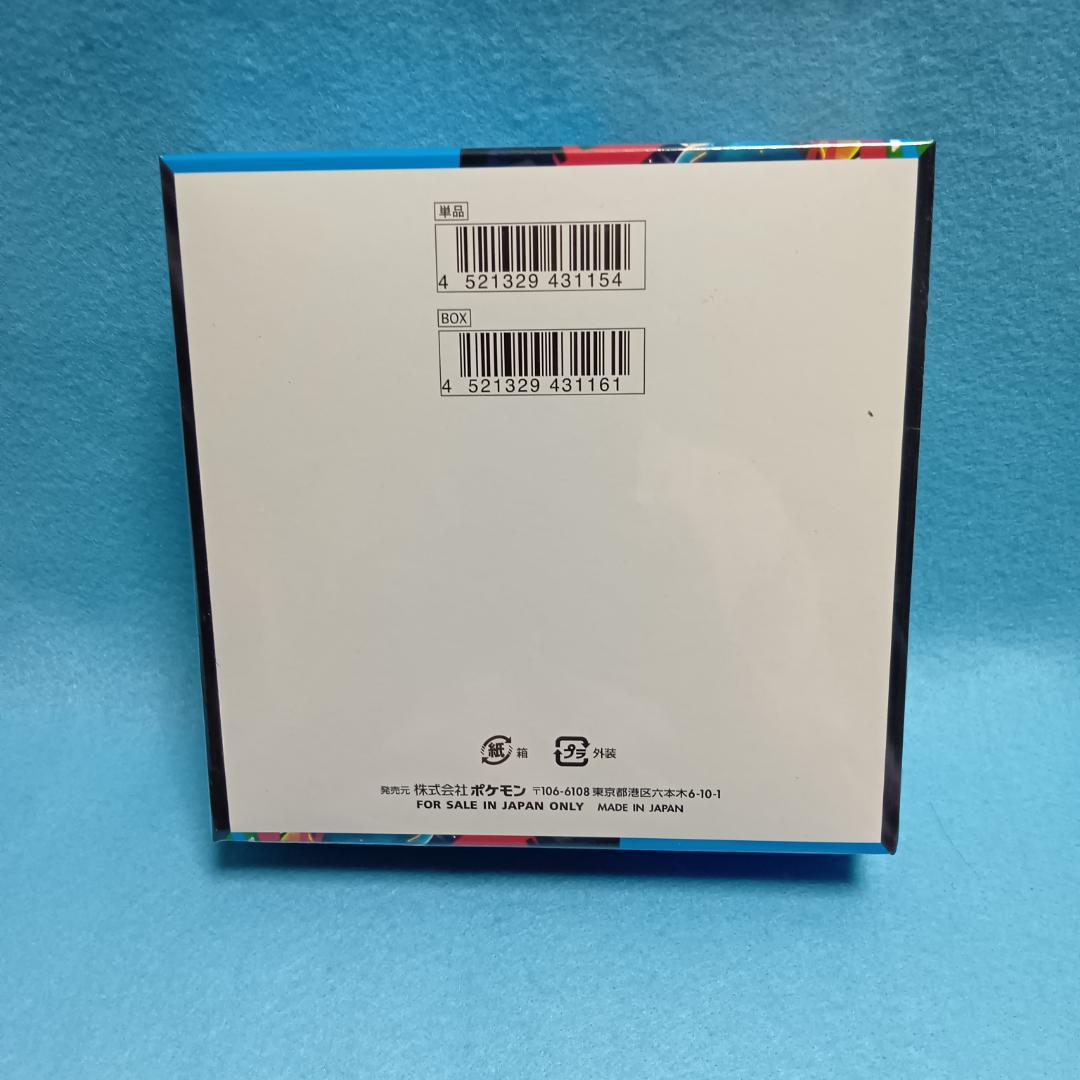 単品
4 521329 431154
BOX
4 521329 431161
紙 箱 プラ 外装
発売元 株式会社ポケモン 〒106-6108 東京都港区六本木6-10-1
FOR SALE IN JAPAN ONLY MADE IN JAPAN